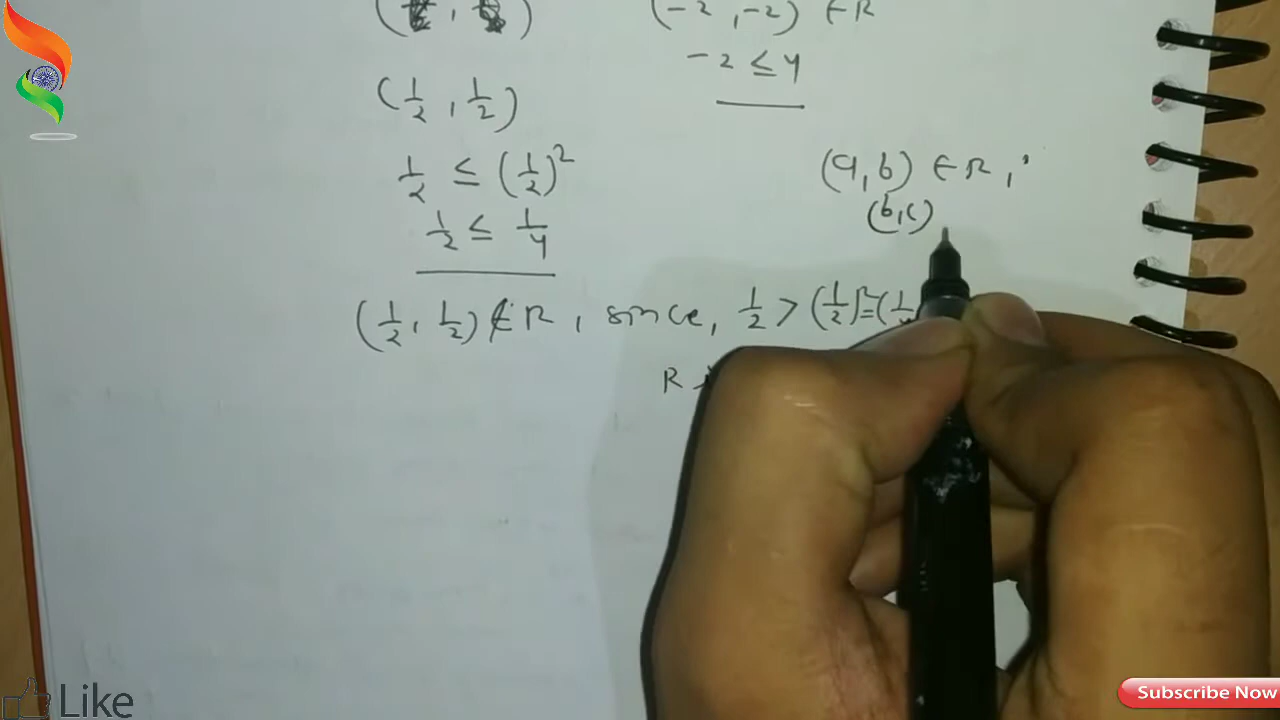 (-2, -2) ∈ R
-2 ≤ 4
(1/2, 1/2)
1/2 ≤ (1/2)²
1/2 ≤ 1/4
(a, b) ∈ R,
(b, c)
(1/2, 1/2) ∉ R, since, 1/2 > (1/2)² =
R
Like
Subscribe Now